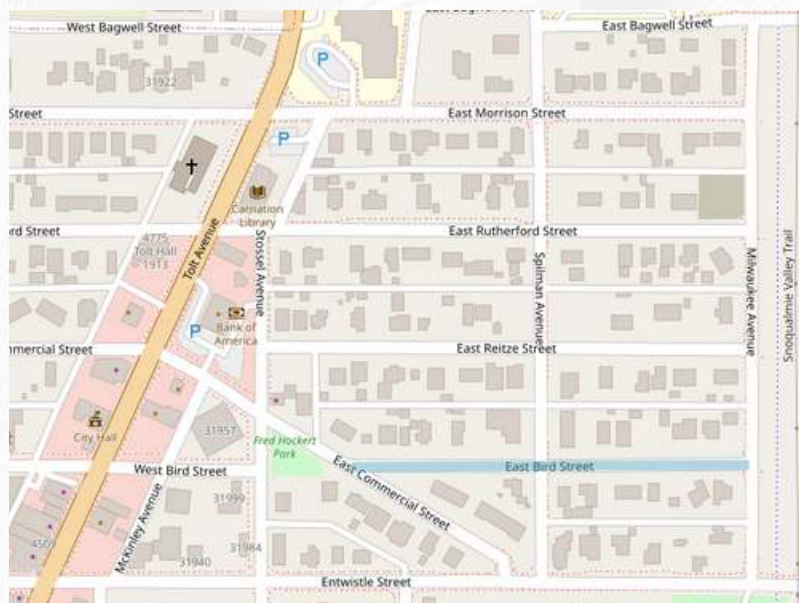 West Bagwell Street
East Bagwell Street
P
31922
East Morrison Street
Street
P
Carnation
Library
Street
4775
Tolt Hall
1913
Tolt Avenue
Stossel Avenue
East Rutherford Street
Spilman Avenue
Milwaukee Avenue
Snoqualmie Valley Trail
P
Bank of
America
East Reitze Street
Street
City Hall
31957
Fred Hockert
Park
West Bird Street
East Commercial Street
East Bird Street
McKinley Avenue
31999
31984
31940
Entwistle Street